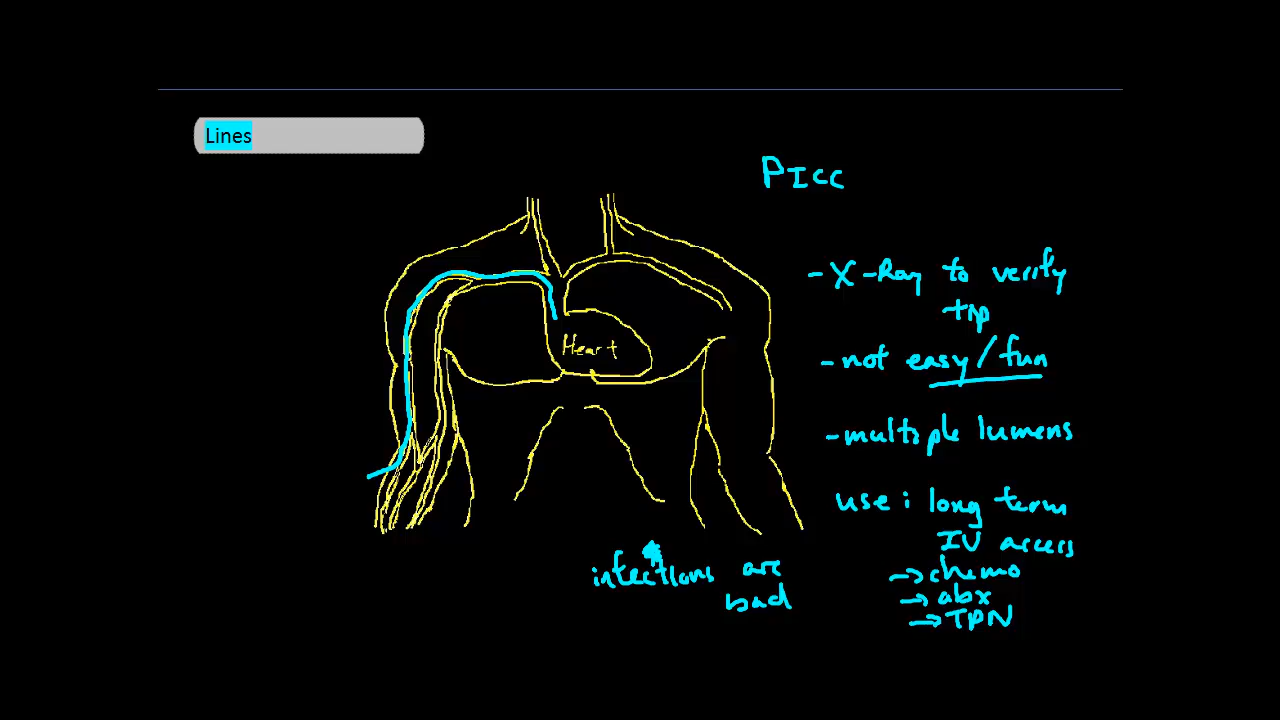 Lines
PICC
- X-Ray to verify
tip
- not easy/fun
Heart
- multiple lumens
use: long term
IV access
→ chemo
→ abx
→ TPN
infections are
bad